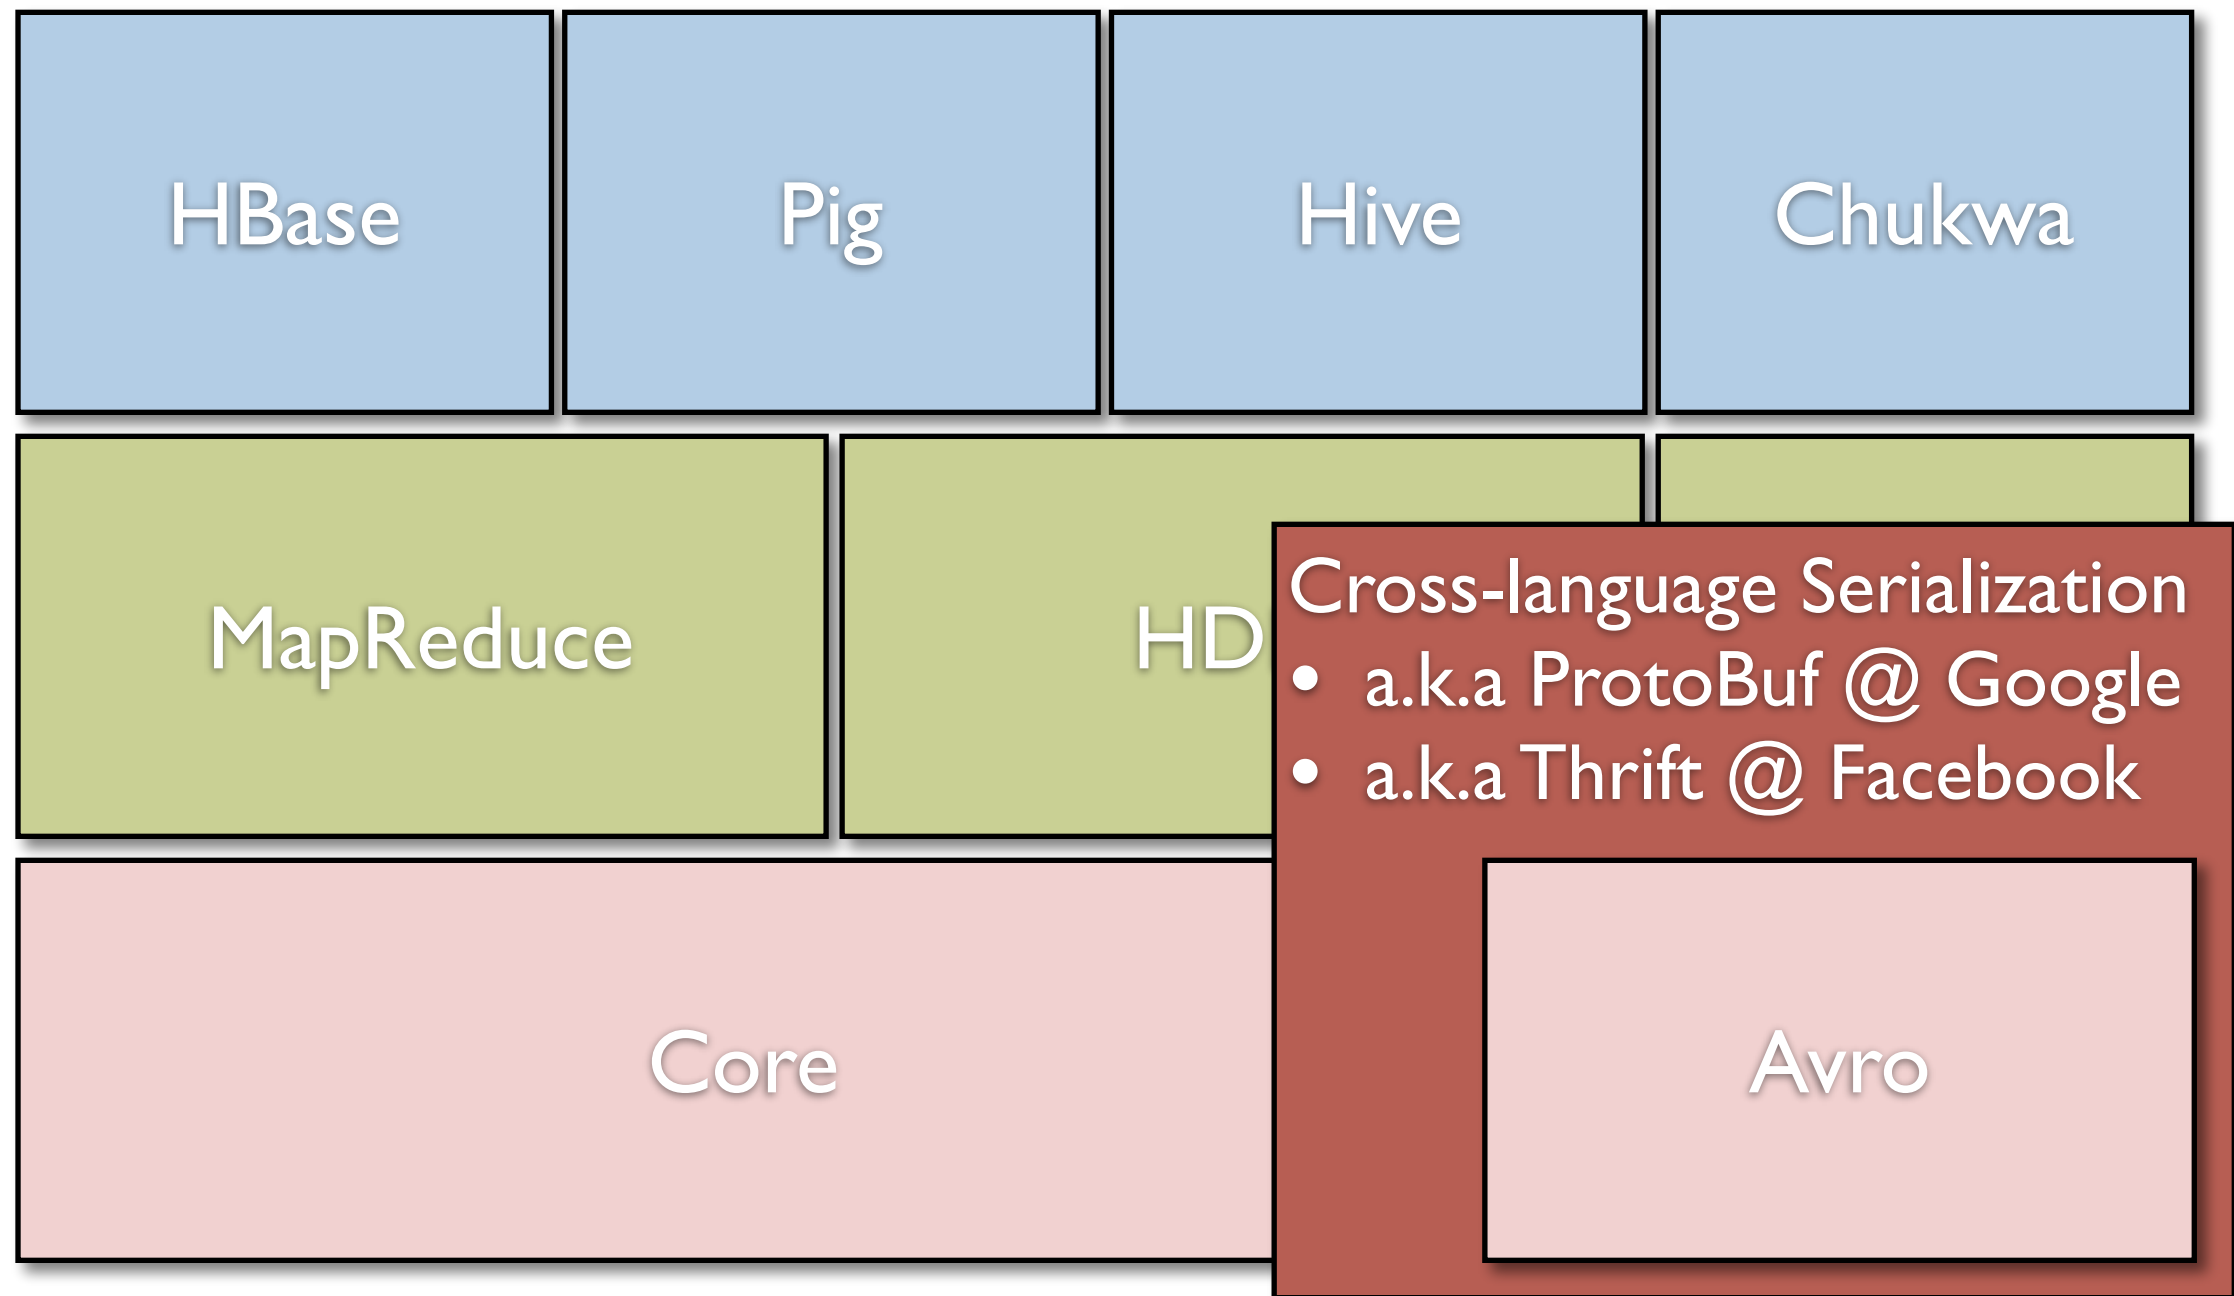 HBase
Pig
Hive
Chukwa
MapReduce
HD
Cross-language Serialization
• a.k.a ProtoBuf @ Google
• a.k.a Thrift @ Facebook
Core
Avro